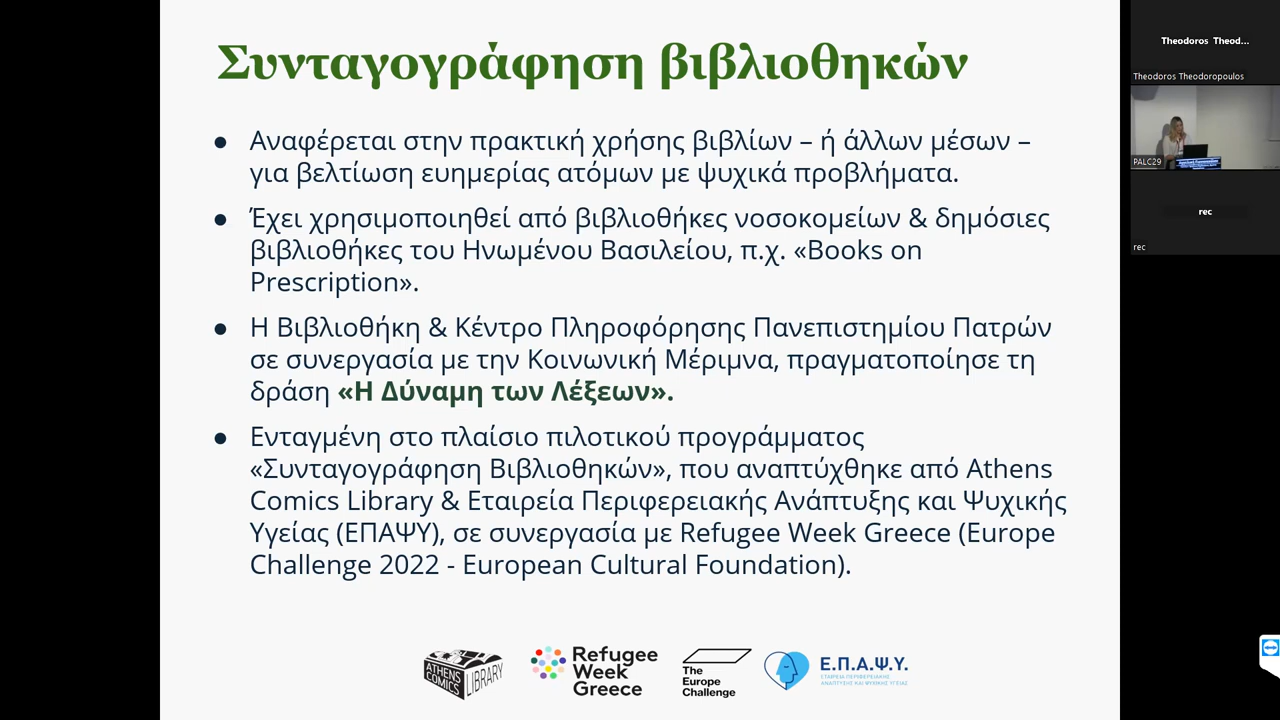 Συνταγογράφηση βιβλιοθηκών
● Αναφέρεται στην πρακτική χρήσης βιβλίων – ή άλλων μέσων –
για βελτίωση ευημερίας ατόμων με ψυχικά προβλήματα.
● Έχει χρησιμοποιηθεί από βιβλιοθήκες νοσοκομείων & δημόσιες
βιβλιοθήκες του Ηνωμένου Βασιλείου, π.χ. «Books on
Prescription».
● Η Βιβλιοθήκη & Κέντρο Πληροφόρησης Πανεπιστημίου Πατρών
σε συνεργασία με την Κοινωνική Μέριμνα, πραγματοποίησε τη
δράση «Η Δύναμη των Λέξεων».
● Ενταγμένη στο πλαίσιο πιλοτικού προγράμματος
«Συνταγογράφηση Βιβλιοθηκών», που αναπτύχθηκε από Athens
Comics Library & Εταιρεία Περιφερειακής Ανάπτυξης και Ψυχικής
Υγείας (ΕΠΑΨΥ), σε συνεργασία με Refugee Week Greece (Europe
Challenge 2022 - European Cultural Foundation).
ATHENS
COMICS
LIBRARY
Refugee
Week
Greece
The
Europe
Challenge
Ε.Π.Α.Ψ.Υ.
ΕΤΑΙΡΕΙΑ ΠΕΡΙΦΕΡΕΙΑΚΗΣ
ΑΝΑΠΤΥΞΗΣ ΚΑΙ ΨΥΧΙΚΗΣ ΥΓΕΙΑΣ
Theodoros Theod...
Theodoros Theodoropoulos
PALC29
rec
rec